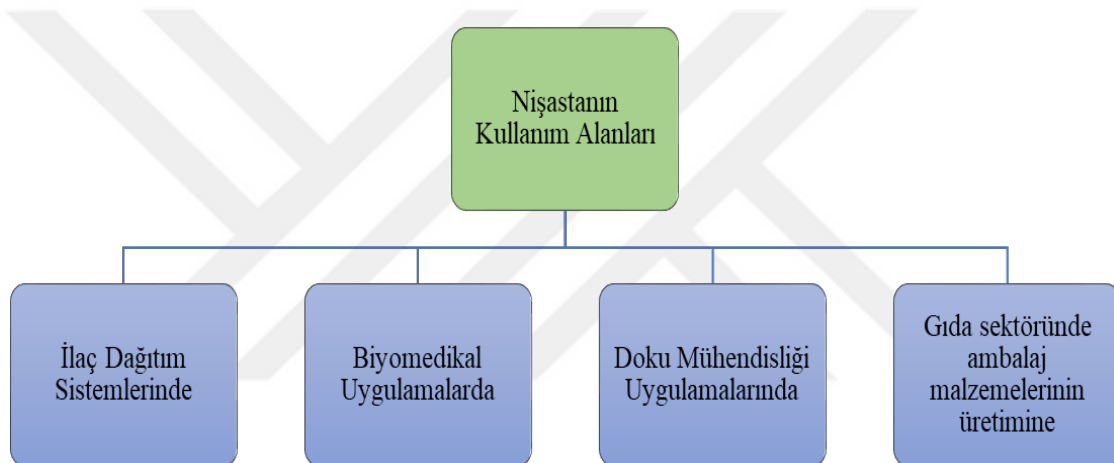 Nişastanın
Kullanım Alanları
İlaç Dağıtım
Sistemlerinde
Biyomedikal
Uygulamalarda
Doku Mühendisliği
Uygulamalarında
Gıda sektöründe
ambalaj
malzemelerinin
üretimine